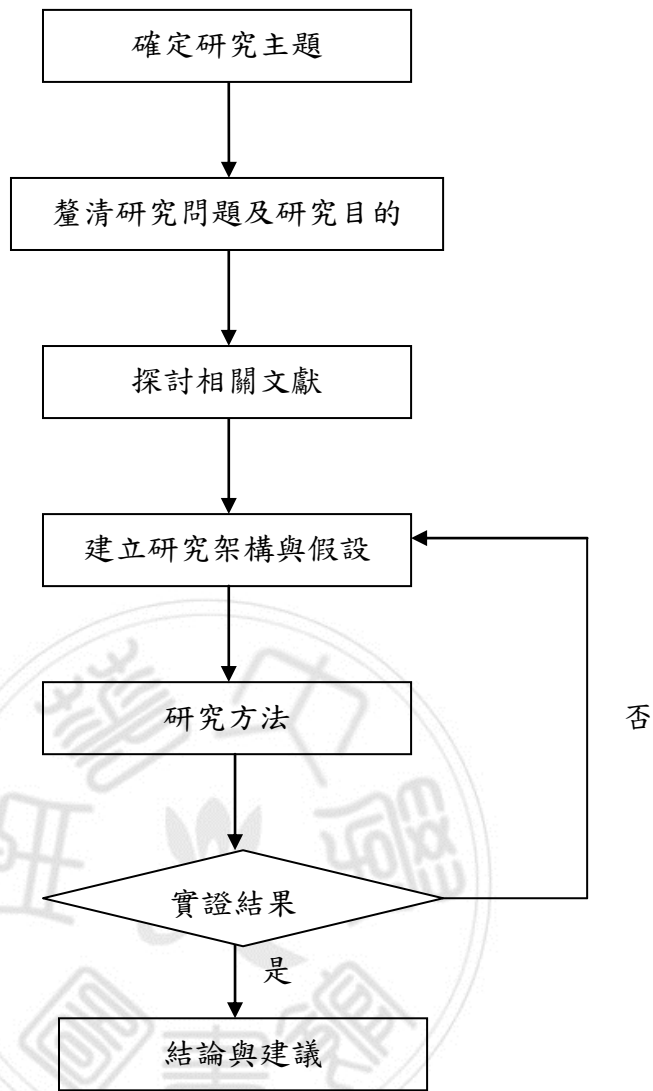 確定研究主題
釐清研究問題及研究目的
探討相關文獻
建立研究架構與假設
研究方法
否
實證結果
是
結論與建議